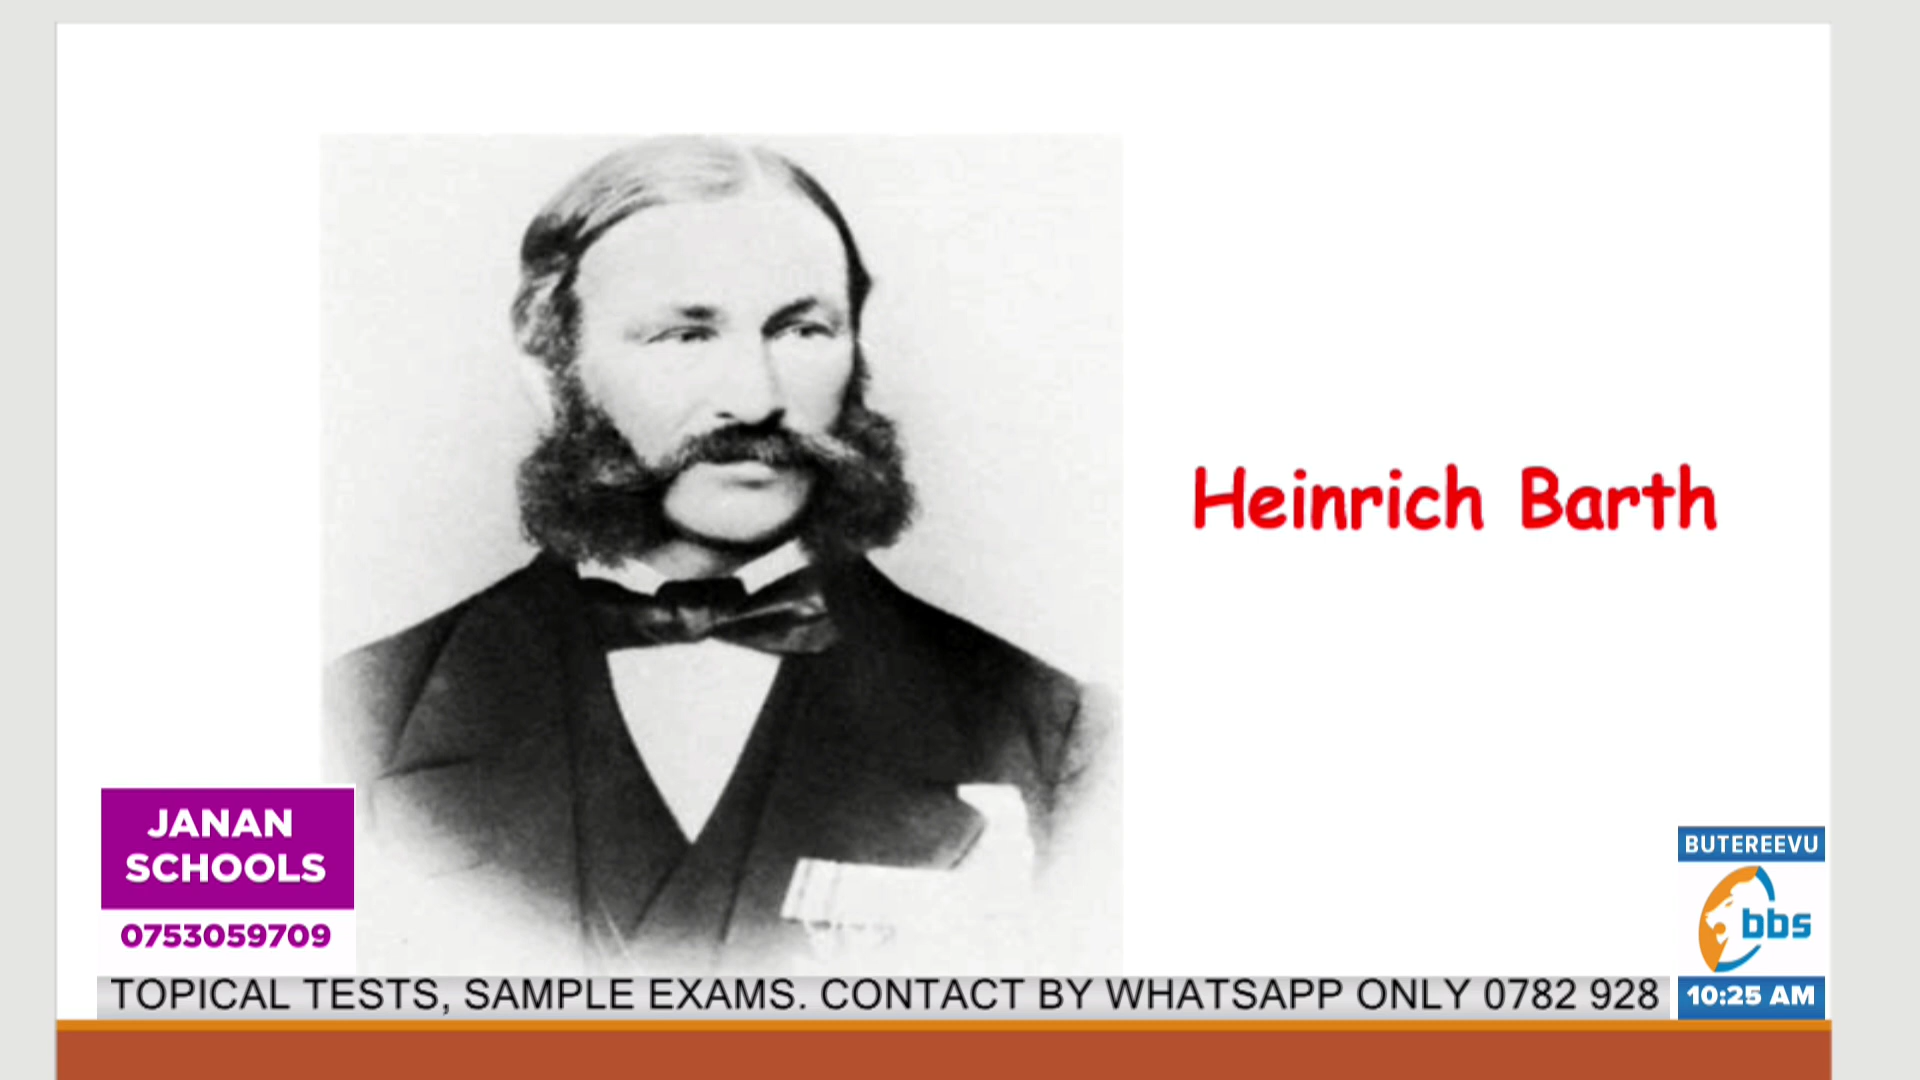 Heinrich Barth
JANAN
SCHOOLS
0753059709
BUTEREEVU
bbs
TOPICAL TESTS, SAMPLE EXAMS. CONTACT BY WHATSAPP ONLY 0782 928
10:25 AM